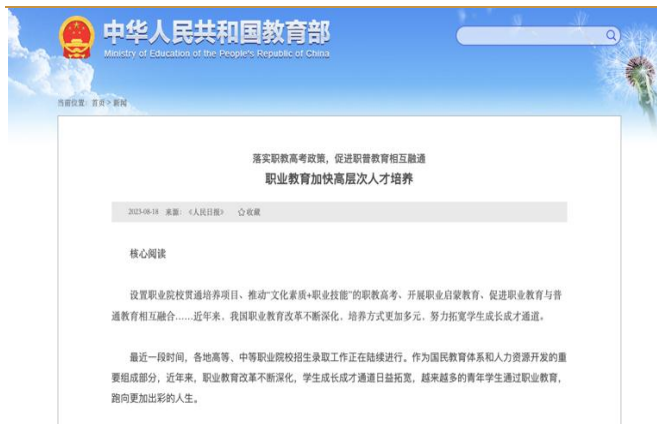 中华人民共和国教育部
Ministry of Education of the People's Republic of China
当前位置：首页 > 新闻
落实职教高考政策，促进职普教育相互融通
职业教育加快高层次人才培养
2023-08-18 来源：《人民日报》 ☆收藏
核心阅读
设置职业院校贯通培养项目、推动“文化素质+职业技能”的职教高考、开展职业启蒙教育、促进职业教育与普
通教育相互融合……近年来，我国职业教育改革不断深化，培养方式更加多元，努力拓宽学生成长成才通道。
最近一段时间，各地高等、中等职业院校招生录取工作正在陆续进行。作为国民教育体系和人力资源开发的重
要组成部分，近年来，职业教育改革不断深化，学生成长成才通道日益拓宽，越来越多的青年学生通过职业教育，
跑向更加出彩的人生。